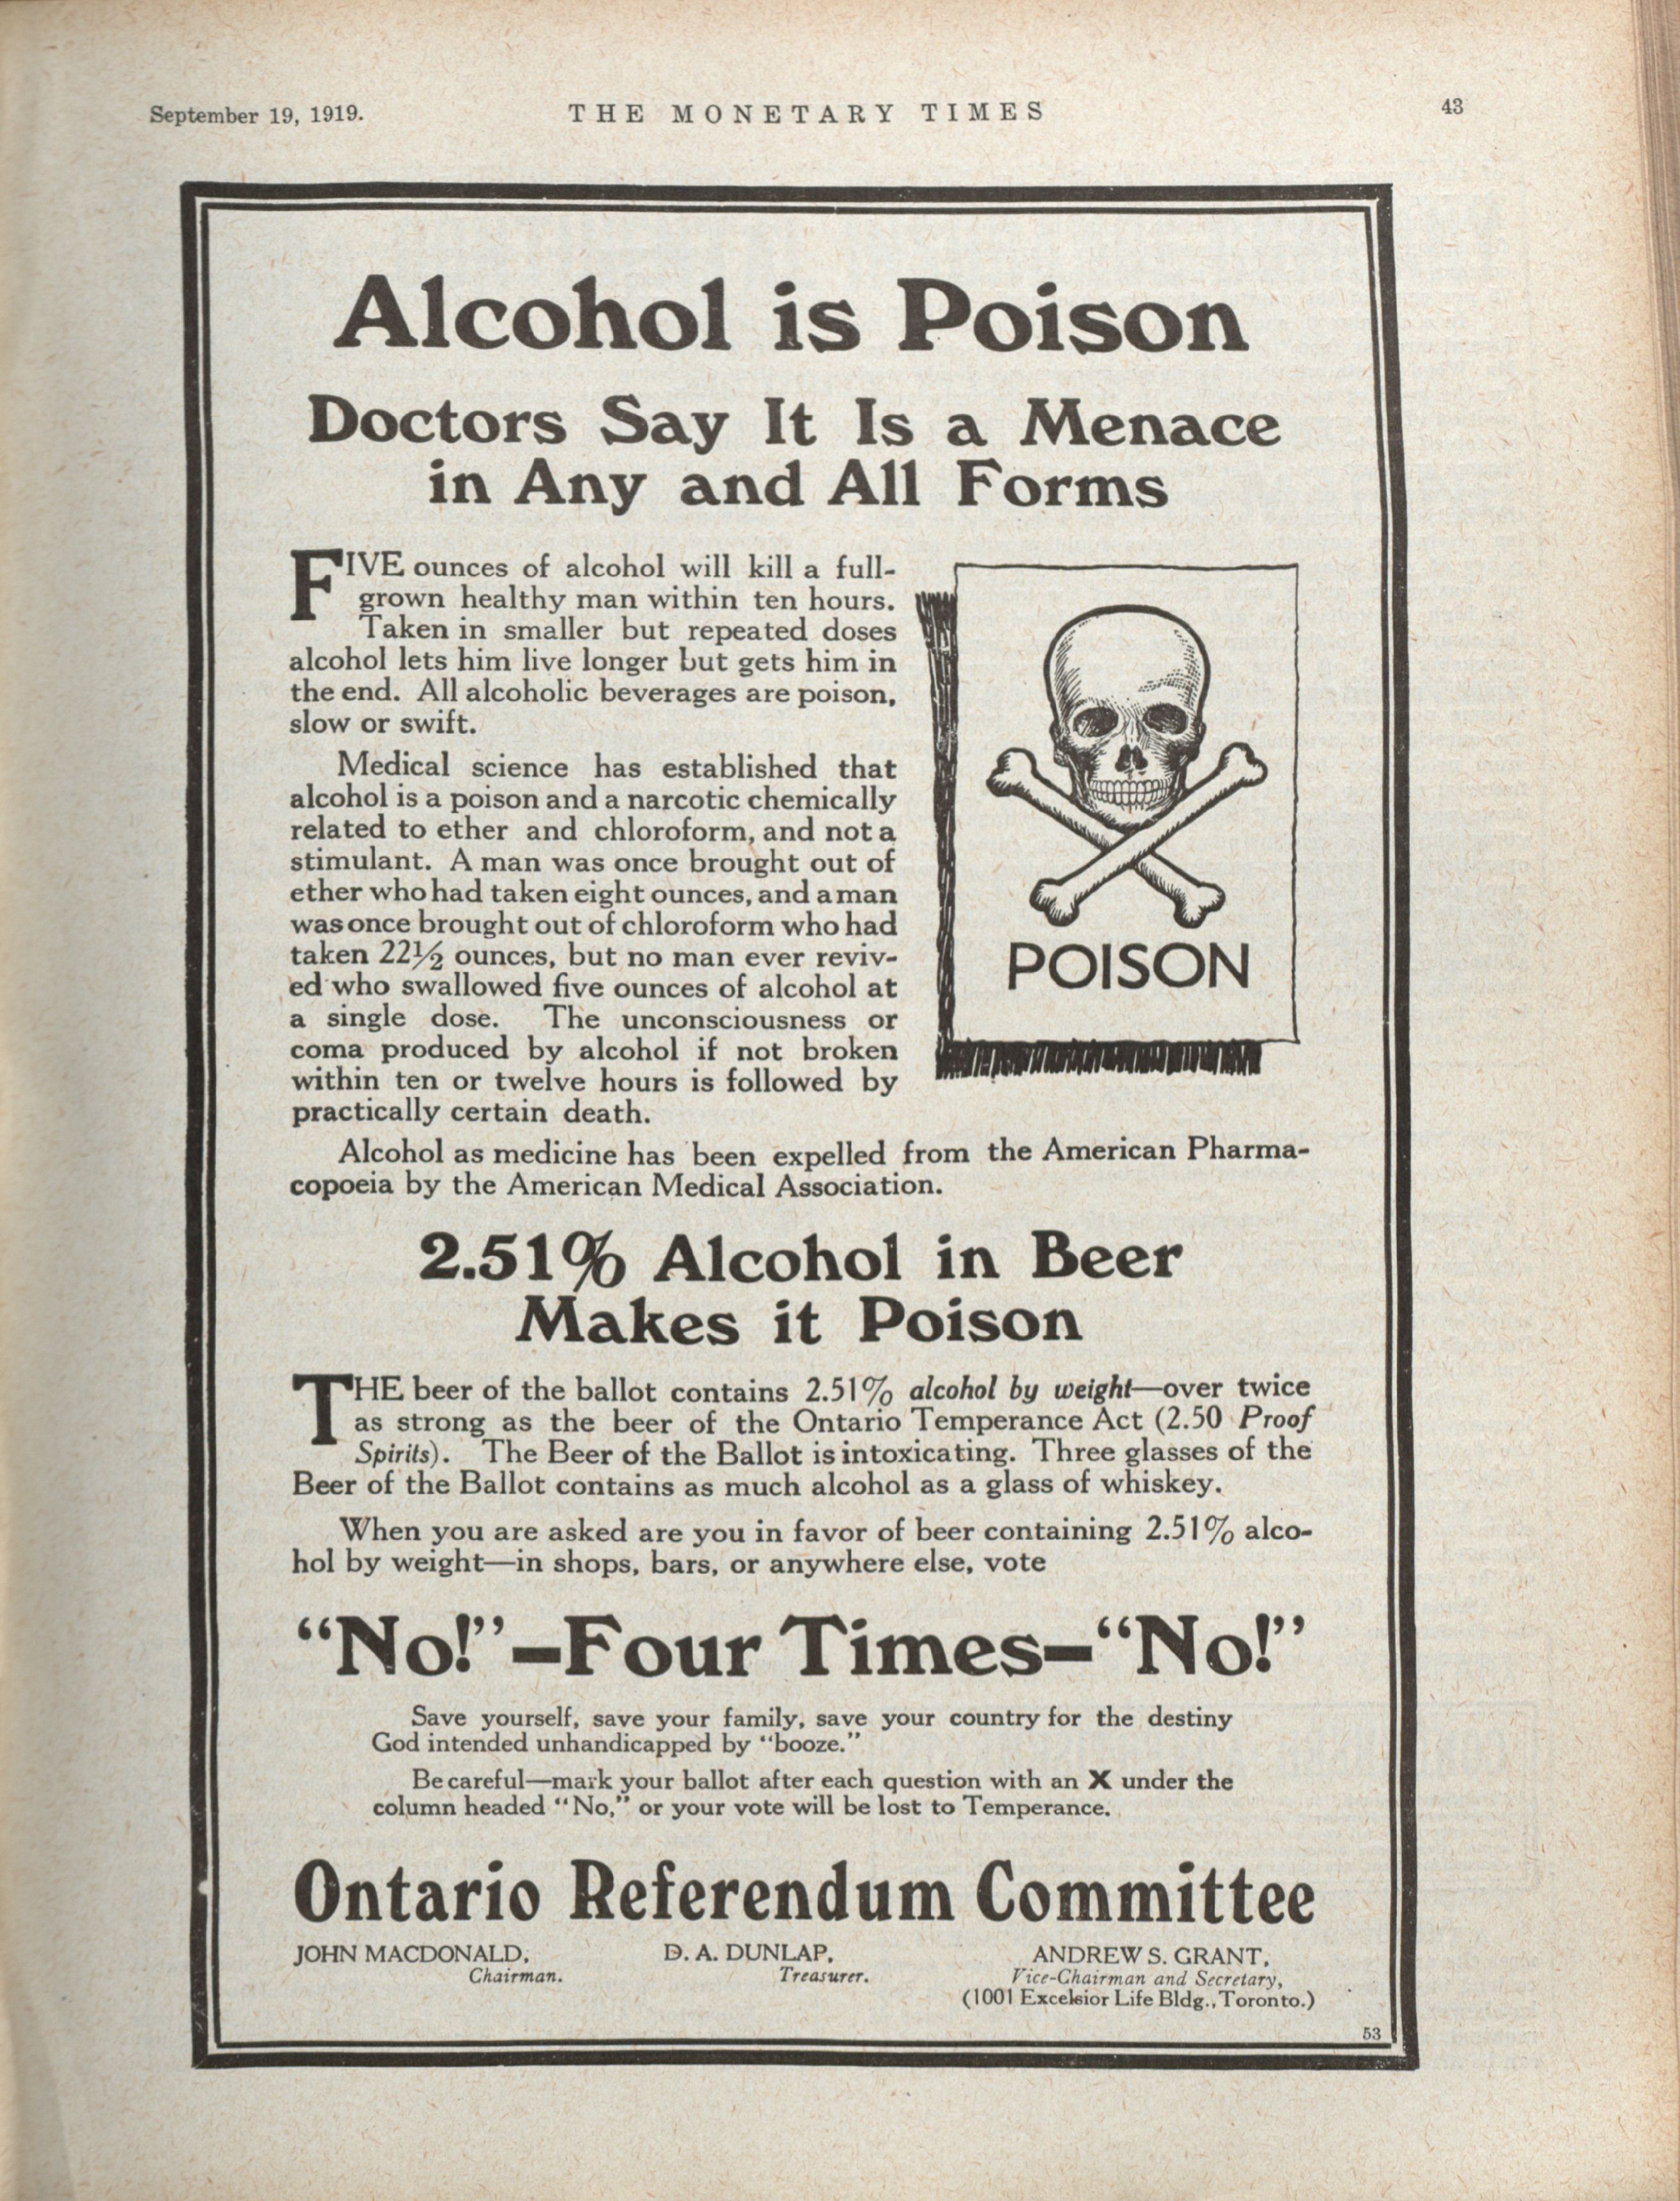 September 19, 1919.
THE MONETARY TIMES
43
Alcohol is Poison
Doctors Say It Is a Menace
in Any and All Forms
FIVE ounces of alcohol will kill a full-
grown healthy man within ten hours.
Taken in smaller but repeated doses
alcohol lets him live longer but gets him in
the end. All alcoholic beverages are poison,
slow or swift.
Medical science has established that
alcohol is a poison and a narcotic chemically
related to ether and chloroform, and not a
stimulant. A man was once brought out of
ether who had taken eight ounces, and a man
was once brought out of chloroform who had
taken 22½ ounces, but no man ever reviv-
ed who swallowed five ounces of alcohol at
a single dose. The unconsciousness or
coma produced by alcohol if not broken
within ten or twelve hours is followed by
practically certain death.
POISON
Alcohol as medicine has been expelled from the American Pharma-
copoeia by the American Medical Association.
2.51% Alcohol in Beer
Makes it Poison
THE beer of the ballot contains 2.51% alcohol by weight—over twice
as strong as the beer of the Ontario Temperance Act (2.50 Proof
Spirits). The Beer of the Ballot is intoxicating. Three glasses of the
Beer of the Ballot contains as much alcohol as a glass of whiskey.
When you are asked are you in favor of beer containing 2.51% alco-
hol by weight—in shops, bars, or anywhere else, vote
“No!”–Four Times–“No!”
Save yourself, save your family, save your country for the destiny
God intended unhandicapped by “booze.”
Be careful—mark your ballot after each question with an X under the
column headed “No,” or your vote will be lost to Temperance.
Ontario Referendum Committee
JOHN MACDONALD,
Chairman.
D. A. DUNLAP,
Treasurer.
ANDREW S. GRANT,
Vice-Chairman and Secretary,
(1001 Excelsior Life Bldg., Toronto.)
53